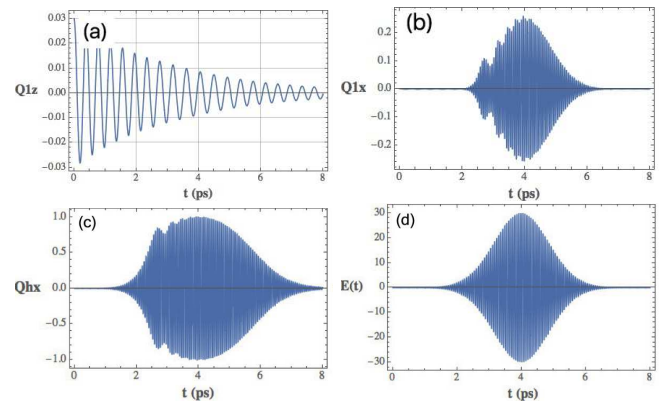 (a)
0.03
0.02
0.01
Q1z
0.00
−0.01
−0.02
−0.03
0 2 4 6 8
t (ps)
(b)
0.2
0.1
Q1x
0.0
−0.1
−0.2
0 2 4 6 8
t (ps)
(c)
1.0
0.5
Qhx
0.0
−0.5
−1.0
0 2 4 6 8
t (ps)
(d)
30
20
10
E(t)
0
−10
−20
−30
0 2 4 6 8
t (ps)